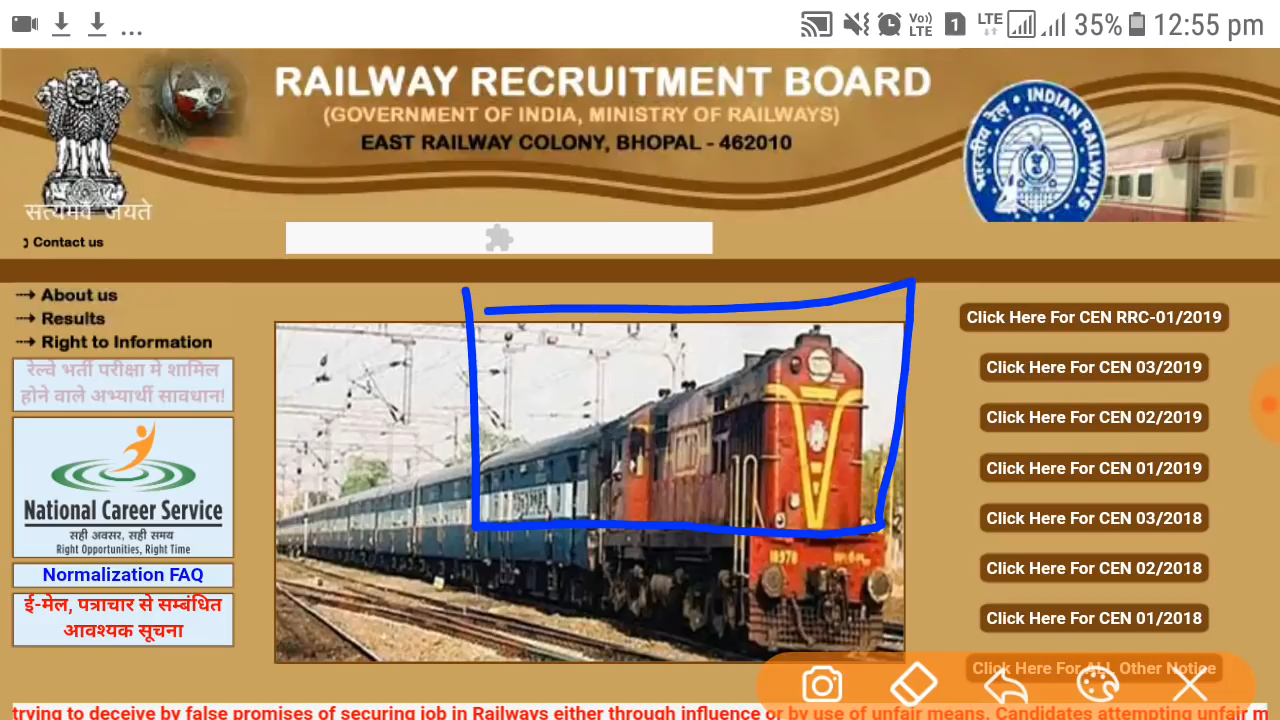 ... Vo)) LTE 1 LTE 35% 12:55 pm
RAILWAY RECRUITMENT BOARD
(GOVERNMENT OF INDIA, MINISTRY OF RAILWAYS)
EAST RAILWAY COLONY, BHOPAL - 462010
सत्यमेव जयते
भारतीय रेल • INDIAN RAILWAYS
Contact us
About us
Results
Right to Information
रेल्वे भर्ती परीक्षा मे शामिल
होने वाले अभ्यार्थी सावधान!
National Career Service
सही अवसर, सही समय
Right Opportunities, Right Time
Normalization FAQ
ई-मेल, पत्राचार से सम्बंधित
आवश्यक सूचना
Click Here For CEN RRC-01/2019
Click Here For CEN 03/2019
Click Here For CEN 02/2019
Click Here For CEN 01/2019
Click Here For CEN 03/2018
Click Here For CEN 02/2018
Click Here For CEN 01/2018
Click Here For ALL Other Notice
trying to deceive by false promises of securing job in Railways either through influence or by use of unfair means. Candidates attempting unfair m